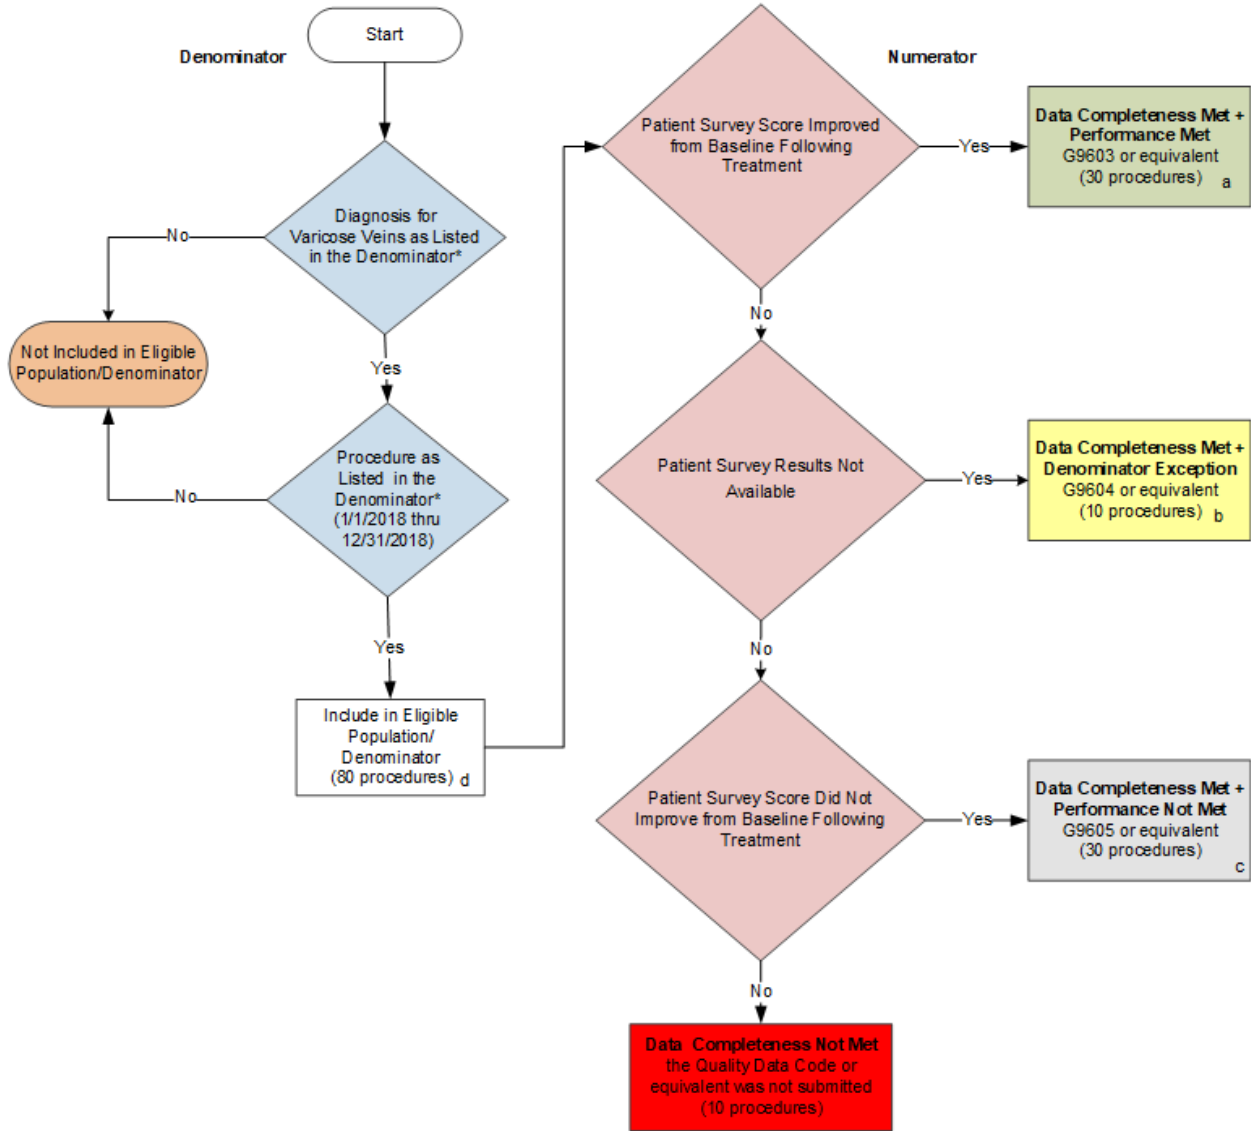 Denominator
Start
Diagnosis for
Varicose Veins as Listed
in the Denominator*
No
Not Included in Eligible
Population/Denominator
Yes
Procedure as
Listed in the
Denominator*
(1/1/2018 thru
12/31/2018)
No
Yes
Include in Eligible
Population/
Denominator
(80 procedures) d
Numerator
Patient Survey Score Improved
from Baseline Following
Treatment
Yes
Data Completeness Met +
Performance Met
G9603 or equivalent
(30 procedures) a
No
Patient Survey Results Not
Available
Yes
Data Completeness Met +
Denominator Exception
G9604 or equivalent
(10 procedures) b
No
Patient Survey Score Did Not
Improve from Baseline Following
Treatment
Yes
Data Completeness Met +
Performance Not Met
G9605 or equivalent
(30 procedures)
c
No
Data Completeness Not Met
the Quality Data Code or
equivalent was not submitted
(10 procedures)